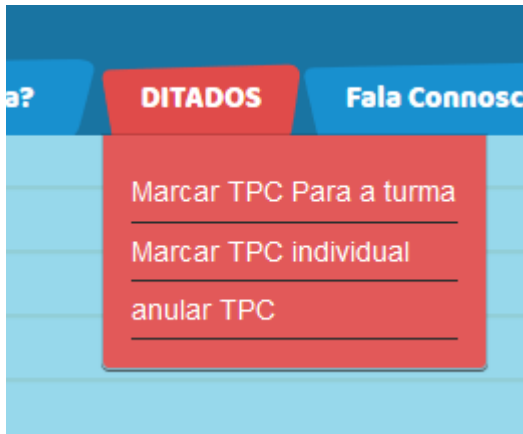 a? DITADOS Fala Connosc
Marcar TPC Para a turma
Marcar TPC individual
anular TPC